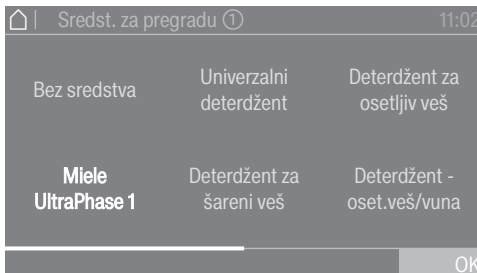 Sredst. za pregradu ① 11:02
Bez sredstva
Univerzalni
deterdžent
Deterdžent za
osetljiv veš
Miele
UltraPhase 1
Deterdžent za
šareni veš
Deterdžent -
oset.veš/vuna
OK